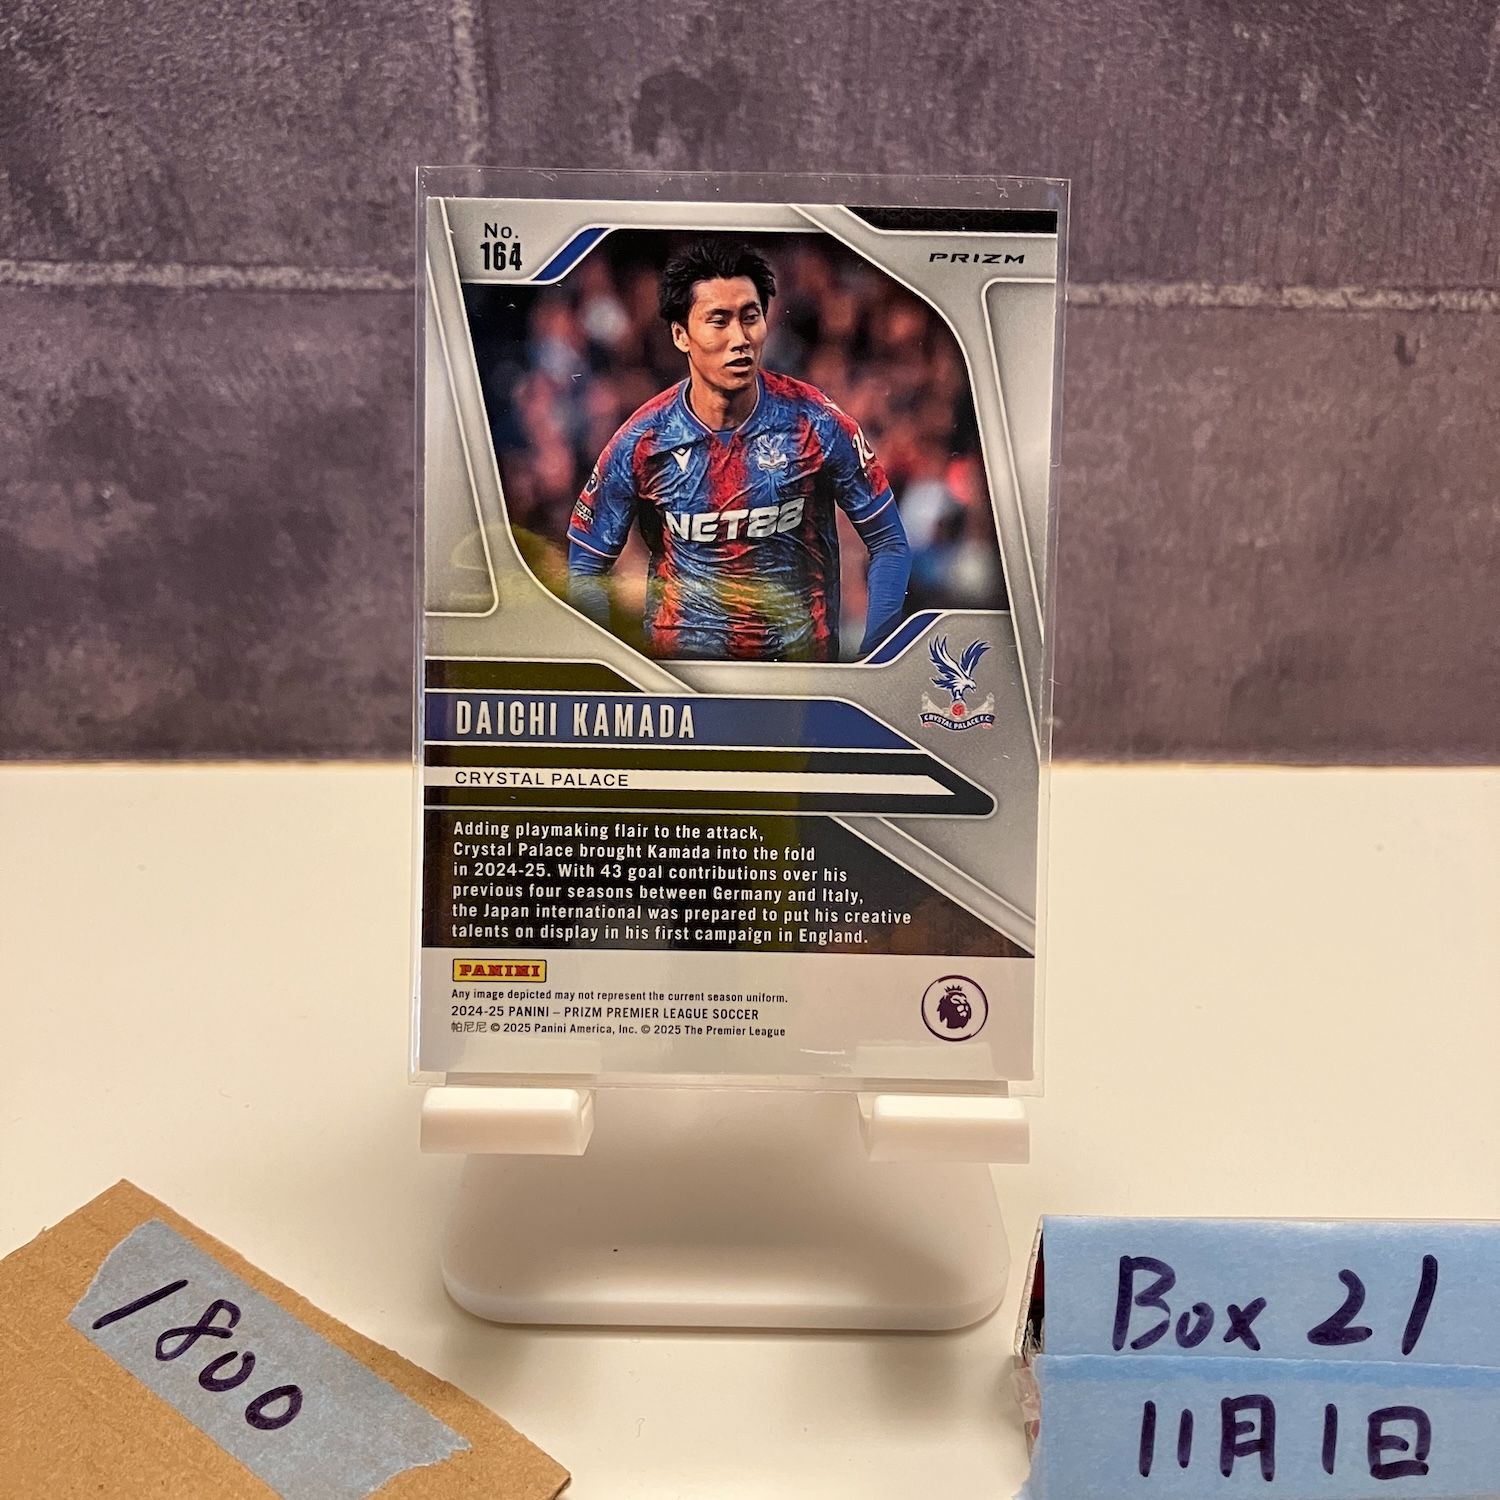 No.
164
PRIZM
NET88
CRYSTAL PALACE F.C.
DAICHI KAMADA
CRYSTAL PALACE
Adding playmaking flair to the attack,
Crystal Palace brought Kamada into the fold
in 2024-25. With 43 goal contributions over his
previous four seasons between Germany and Italy,
the Japan international was prepared to put his creative
talents on display in his first campaign in England.
PANINI
Any image depicted may not represent the current season uniform.
2024-25 PANINI – PRIZM PREMIER LEAGUE SOCCER
帕尼尼 © 2025 Panini America, Inc. © 2025 The Premier League
1800
Box 21
11月1日